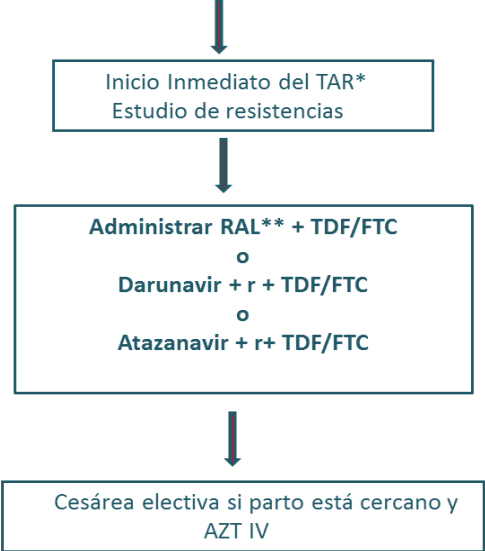 Inicio Inmediato del TAR*
Estudio de resistencias
Administrar RAL** + TDF/FTC
o
Darunavir + r + TDF/FTC
o
Atazanavir + r+ TDF/FTC
Cesárea electiva si parto está cercano y
AZT IV